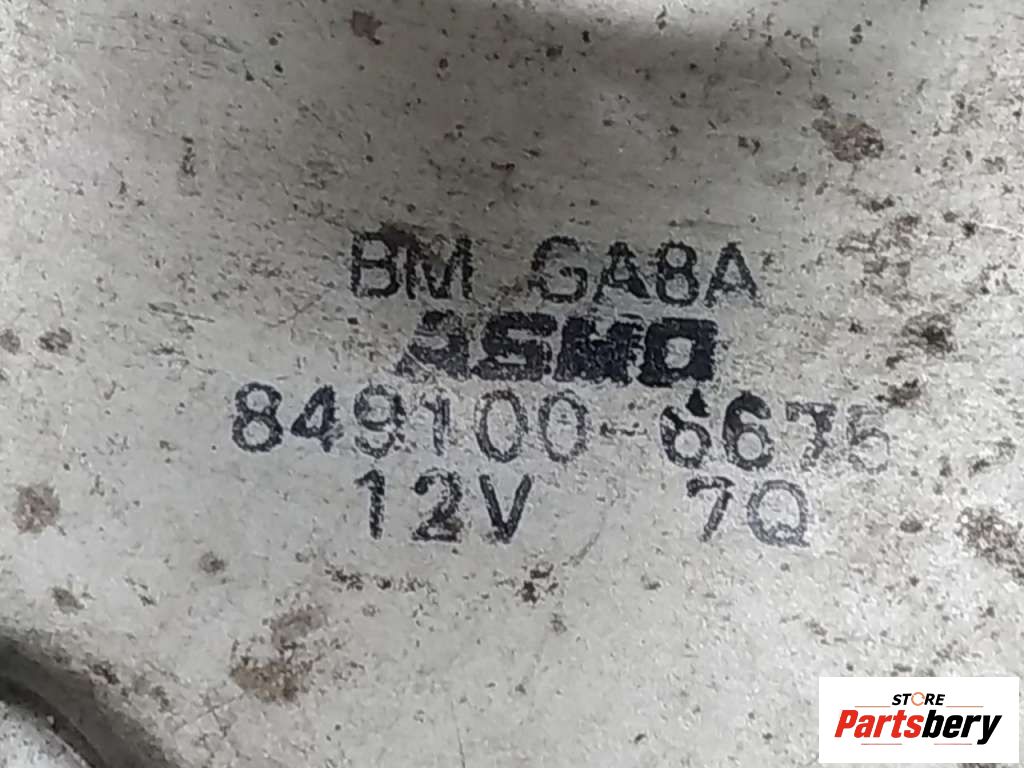 BM GA8A
ASMO
849100-6675
12V 7Q
STORE
Partsbery